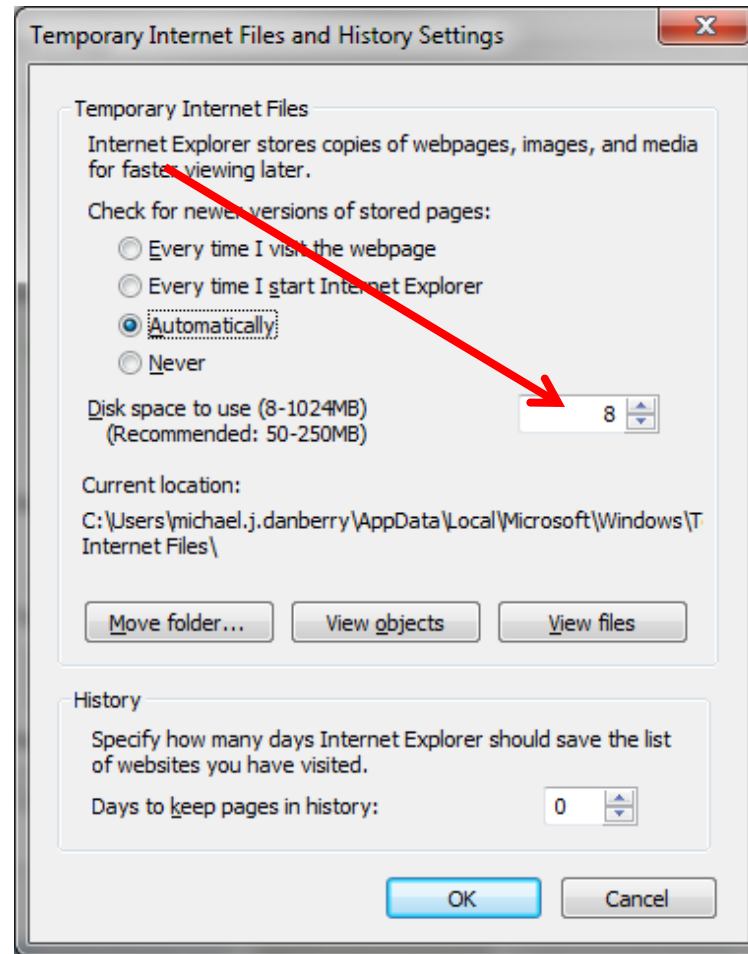 Temporary Internet Files and History Settings
Temporary Internet Files
Internet Explorer stores copies of webpages, images, and media
for faster viewing later.
Check for newer versions of stored pages:
Every time I visit the webpage
Every time I start Internet Explorer
Automatically
Never
Disk space to use (8-1024MB)
8
(Recommended: 50-250MB)
Current location:
C:\Users\michael.j.danberry\AppData\Local\Microsoft\Windows\T
Internet Files\
Move folder... View objects View files
History
Specify how many days Internet Explorer should save the list
of websites you have visited.
Days to keep pages in history: 0
OK Cancel